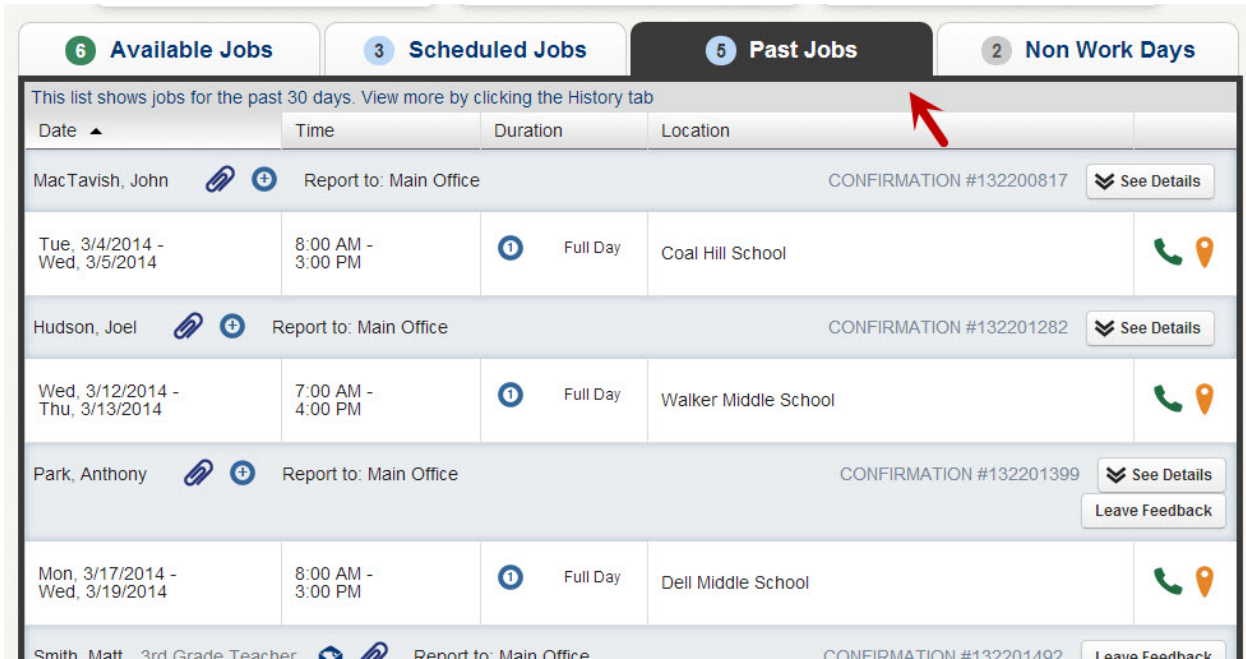 6 Available Jobs 3 Scheduled Jobs 5 Past Jobs 2 Non Work Days
This list shows jobs for the past 30 days. View more by clicking the History tab
Date Time Duration Location
MacTavish, John Report to: Main Office CONFIRMATION #132200817 See Details
Tue, 3/4/2014 - 8:00 AM - 1 Full Day Coal Hill School
Wed, 3/5/2014 3:00 PM
Hudson, Joel Report to: Main Office CONFIRMATION #132201282 See Details
Wed, 3/12/2014 - 7:00 AM - 1 Full Day Walker Middle School
Thu, 3/13/2014 4:00 PM
Park, Anthony Report to: Main Office CONFIRMATION #132201399 See Details
Leave Feedback
Mon, 3/17/2014 - 8:00 AM - 1 Full Day Dell Middle School
Wed, 3/19/2014 3:00 PM
Smith, Matt 3rd Grade Teacher Report to: Main Office CONFIRMATION #132201492 Leave Feedback